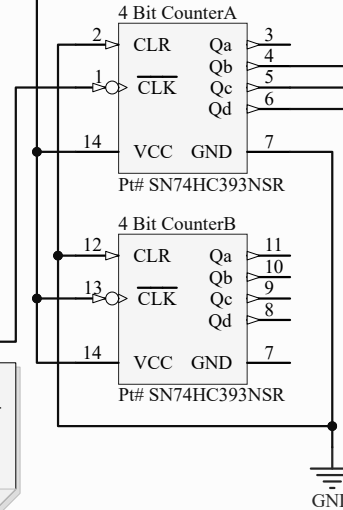 4 Bit CounterA
2 CLR Qa 3
Qb 4
1 CLK Qc 5
Qd 6
14 VCC GND 7
Pt# SN74HC393NSR
4 Bit CounterB
12 CLR Qa 11
Qb 10
13 CLK Qc 9
Qd 8
14 VCC GND 7
Pt# SN74HC393NSR
GND